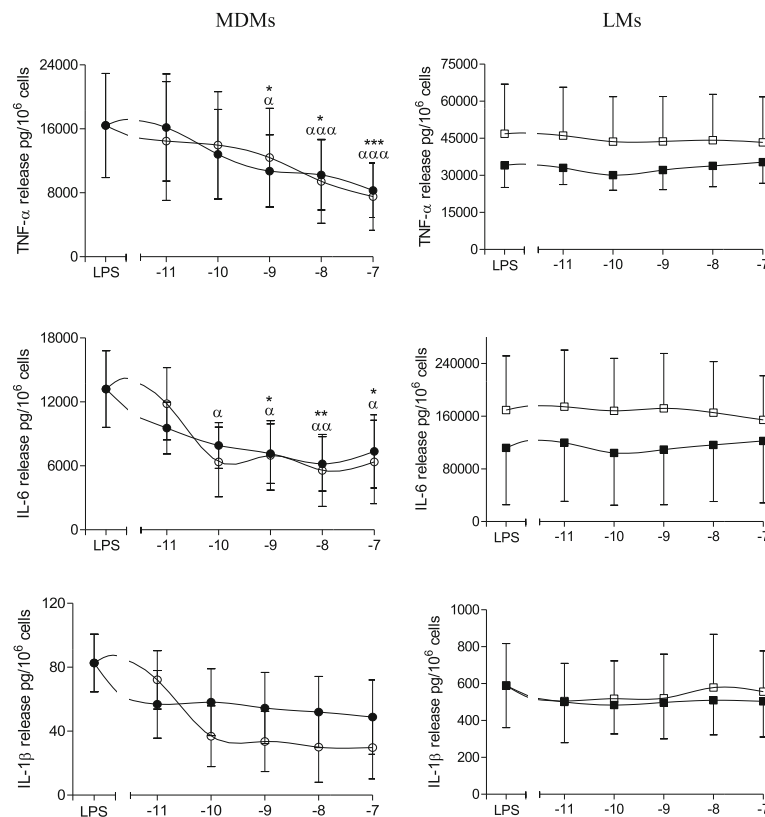 MDMs
LMs
TNF-α release pg/10⁶ cells
24000
16000
8000
0
*
α
*
ααα
***
ααα
LPS -11 -10 -9 -8 -7
TNF-α release pg/10⁶ cells
75000
60000
45000
30000
15000
0
LPS -11 -10 -9 -8 -7
IL-6 release pg/10⁶ cells
18000
12000
6000
0
α
*
α
**
αα
*
α
LPS -11 -10 -9 -8 -7
IL-6 release pg/10⁶ cells
240000
160000
80000
0
LPS -11 -10 -9 -8 -7
IL-1β release pg/10⁶ cells
120
80
40
0
LPS -11 -10 -9 -8 -7
IL-1β release pg/10⁶ cells
1000
800
600
400
200
0
LPS -11 -10 -9 -8 -7